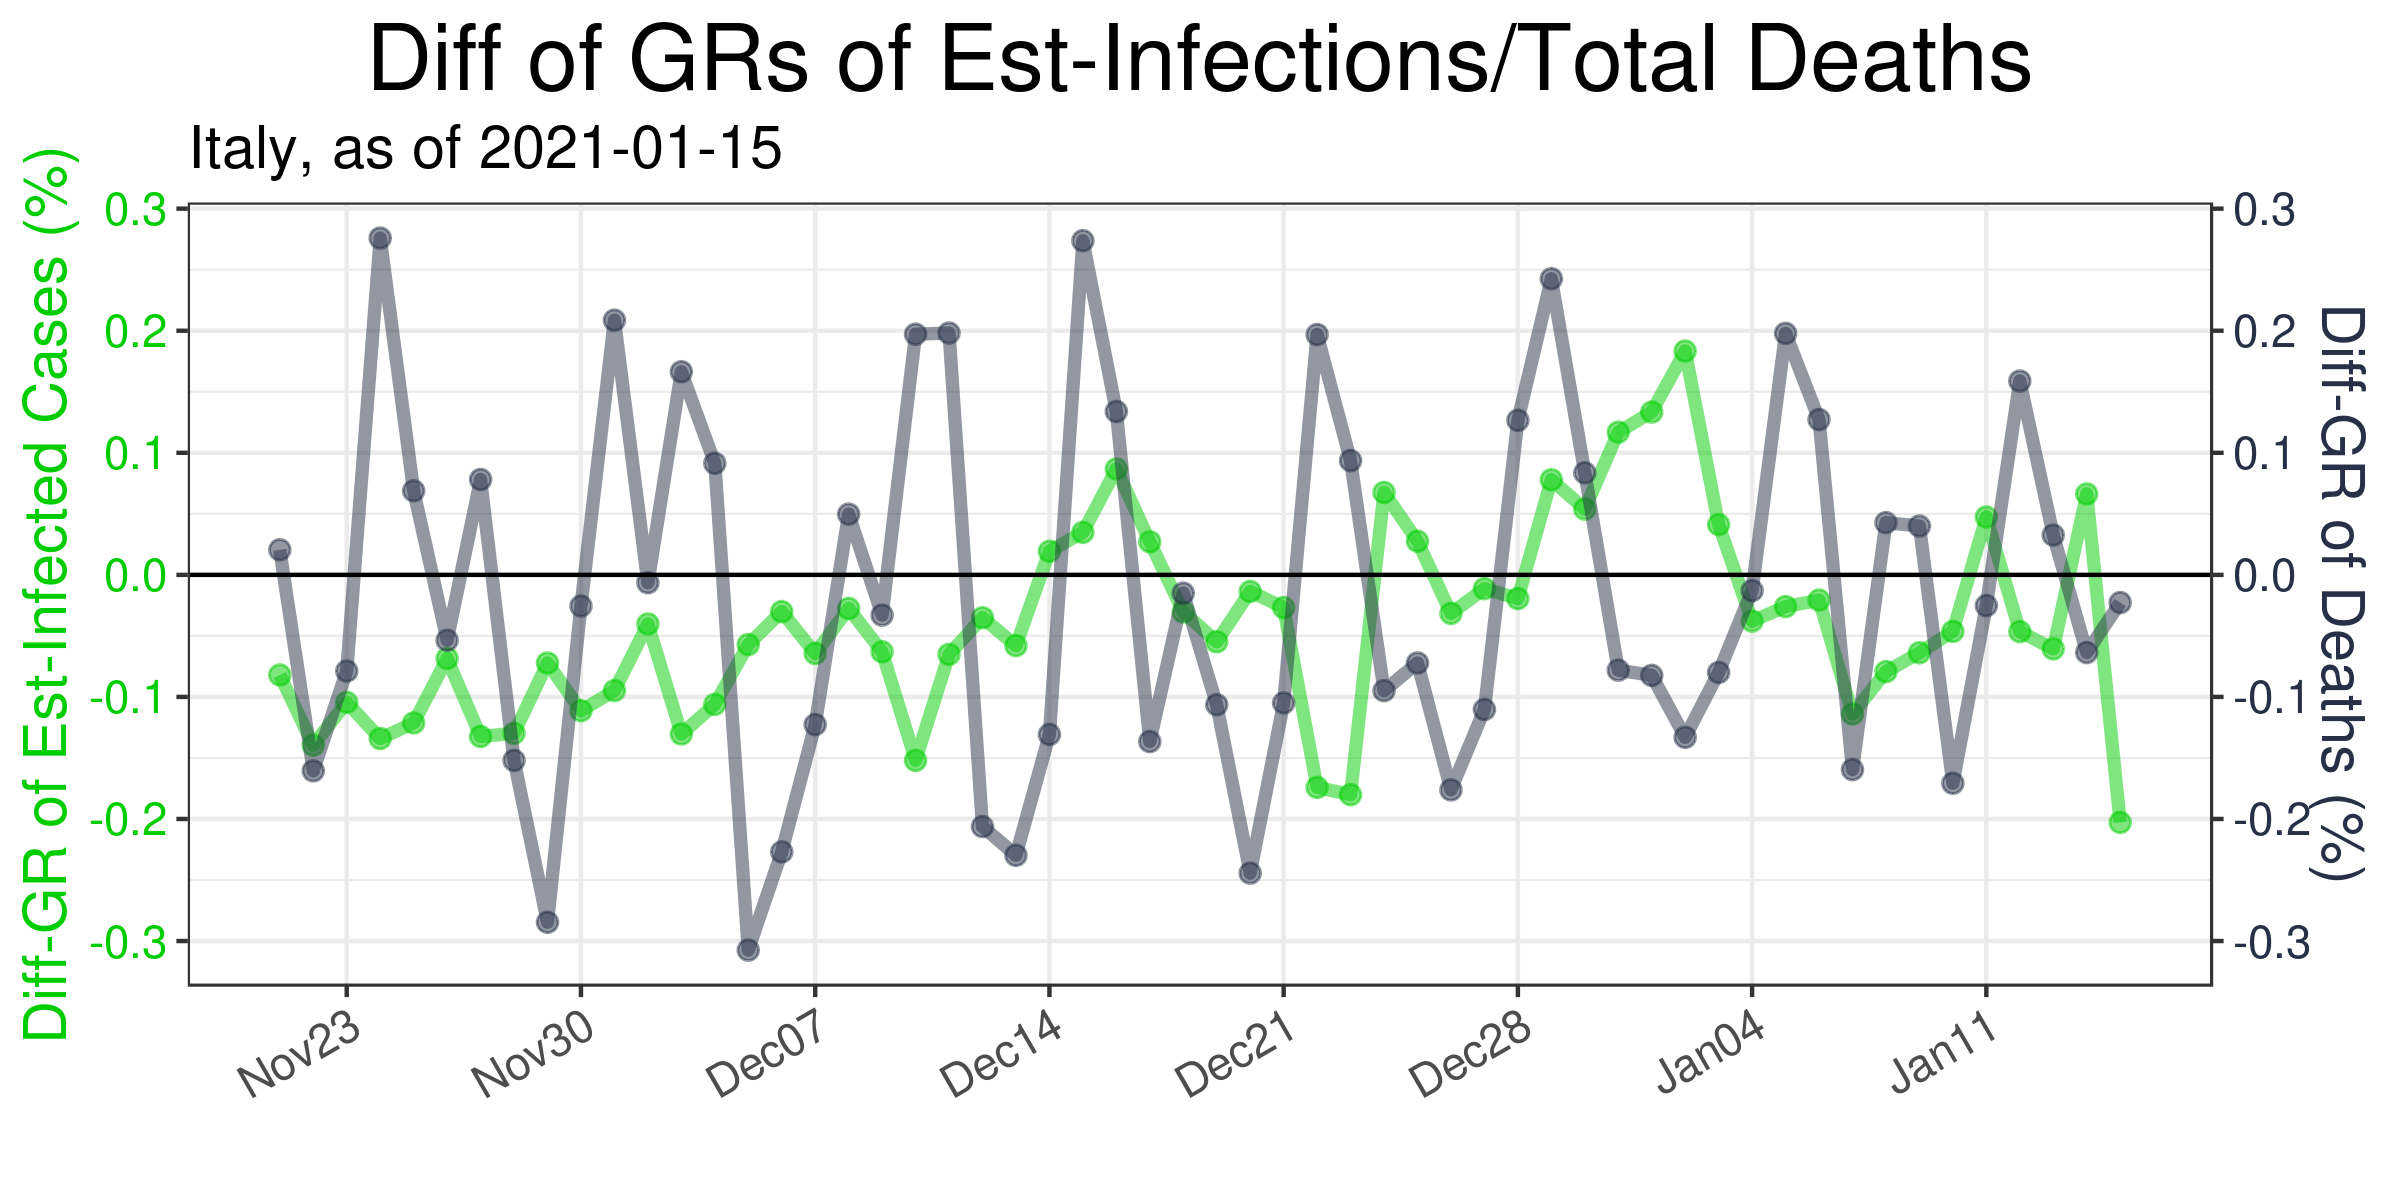 Diff of GRs of Est-Infections/Total Deaths
Italy, as of 2021-01-15
Diff-GR of Est-Infected Cases (%)
0.3
0.2
0.1
0.0
-0.1
-0.2
-0.3
0.3
0.2
0.1
0.0
-0.1
-0.2
-0.3
Diff-GR of Deaths (%)
Nov23
Nov30
Dec07
Dec14
Dec21
Dec28
Jan04
Jan11